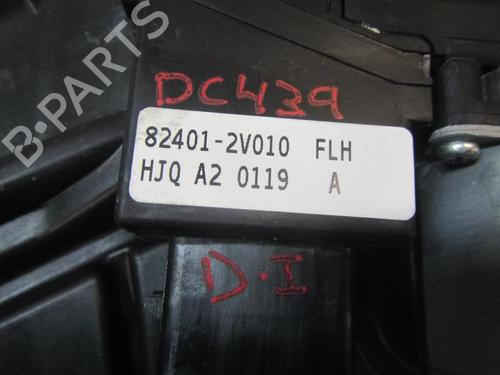 DC439
82401-2V010 FLH
HJQ A2 0119 A
D.I
B-PARTS